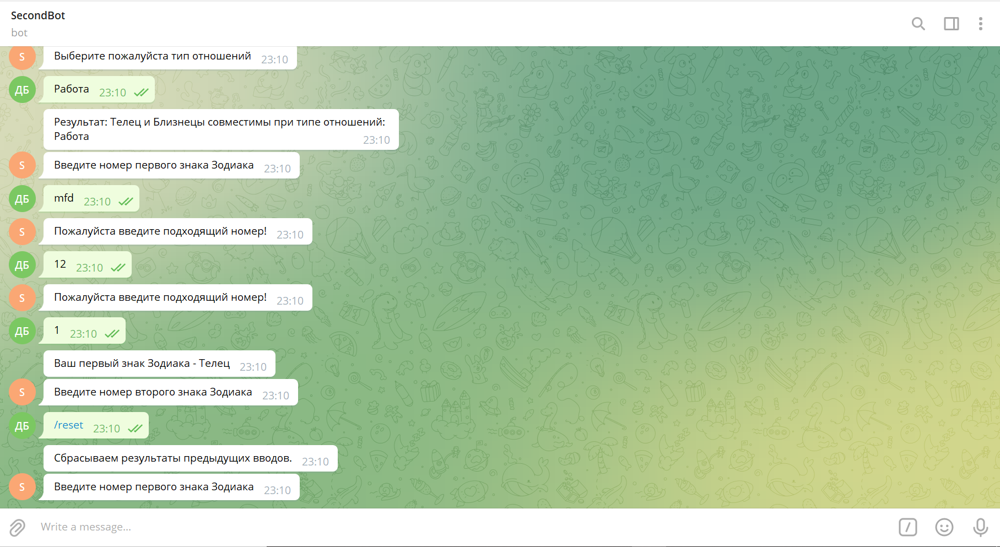 SecondBot
bot
S
Выберите пожалуйста тип отношений 23:10
ДБ
Работа 23:10
Результат: Телец и Близнецы совместимы при типе отношений:
Работа 23:10
S
Введите номер первого знака Зодиака 23:10
ДБ
mfd 23:10
S
Пожалуйста введите подходящий номер! 23:10
ДБ
12 23:10
S
Пожалуйста введите подходящий номер! 23:10
ДБ
1 23:10
Ваш первый знак Зодиака - Телец 23:10
S
Введите номер второго знака Зодиака 23:10
ДБ
/reset 23:10
Сбрасываем результаты предыдущих вводов. 23:10
S
Введите номер первого знака Зодиака 23:10
Write a message...